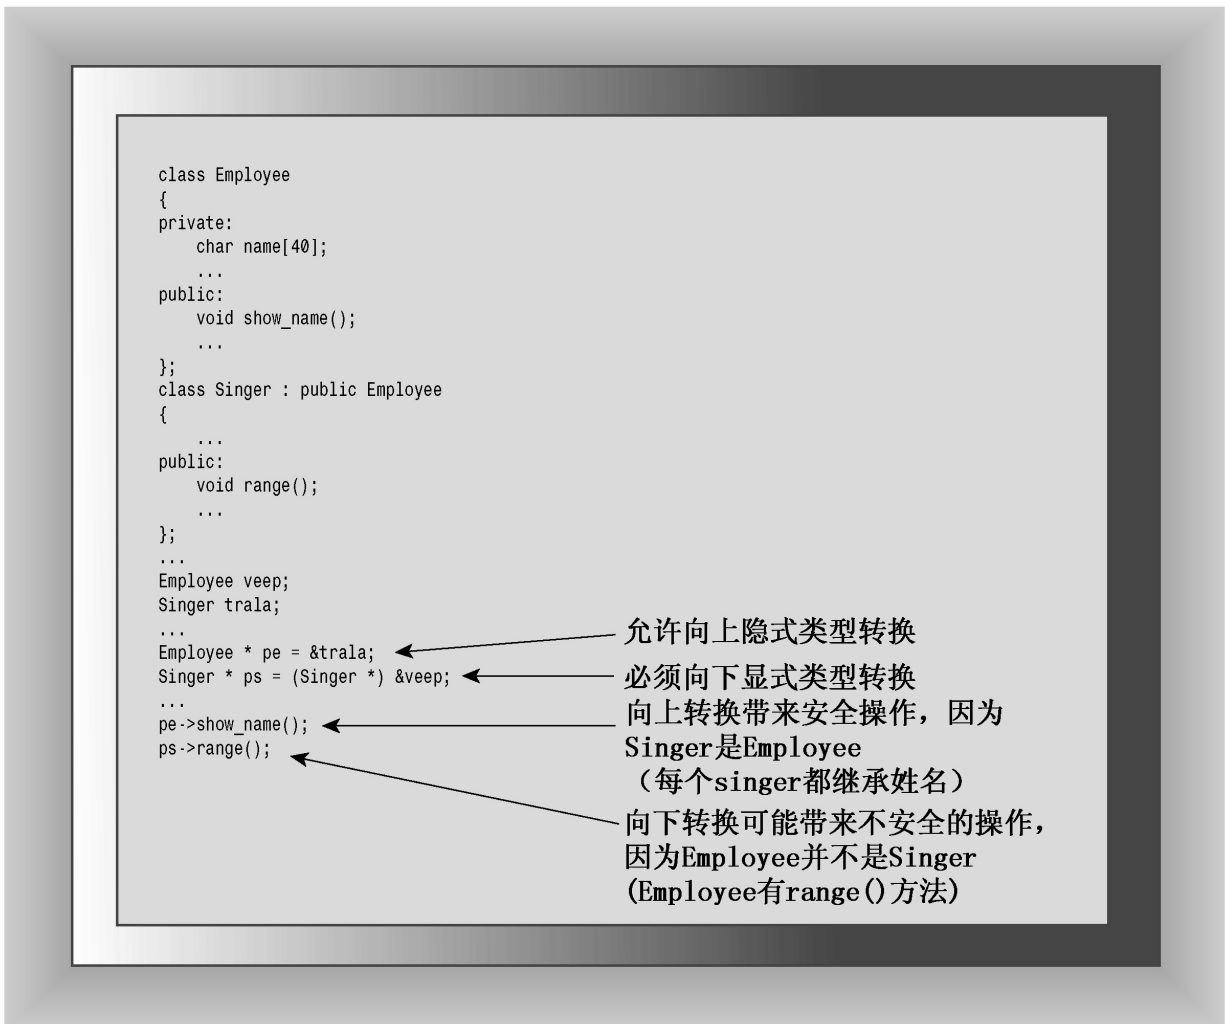 class Employee
{
private:
    char name[40];
    ...
public:
    void show_name();
    ...
};
class Singer : public Employee
{
    ...
public:
    void range();
    ...
};
...
Employee veep;
Singer trala;
...
Employee * pe = &trala;
允许向上隐式类型转换
Singer * ps = (Singer *) &veep;
必须向下显式类型转换
...
pe->show_name();
向上转换带来安全操作，因为
Singer是Employee
（每个singer都继承姓名）
ps->range();
向下转换可能带来不安全的操作，
因为Employee并不是Singer
(Employee有range()方法)